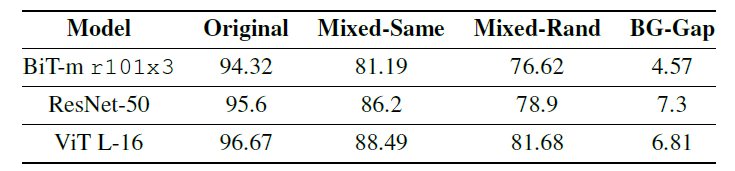 Model Original Mixed-Same Mixed-Rand BG-Gap
BiT-m r101x3 94.32 81.19 76.62 4.57
ResNet-50 95.6 86.2 78.9 7.3
ViT L-16 96.67 88.49 81.68 6.81